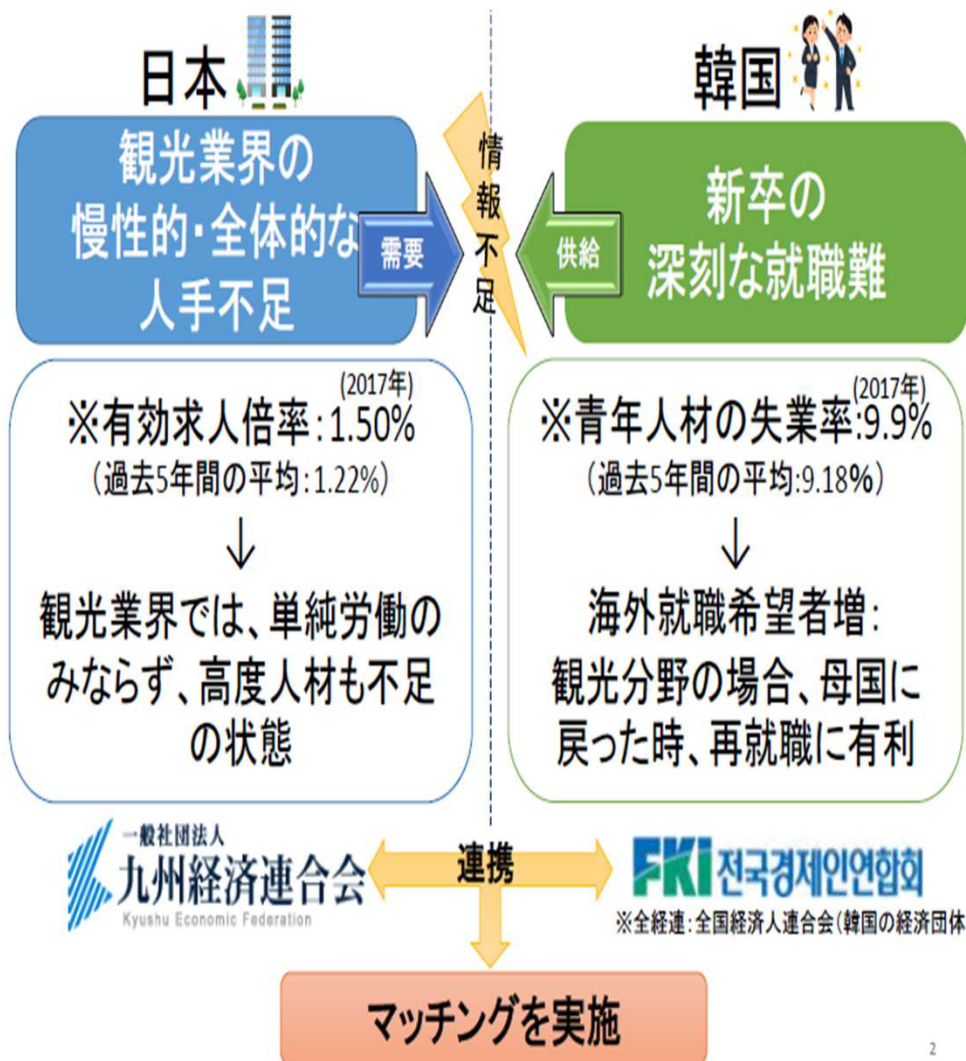 日本
韓国
観光業界の
慢性的・全体的な
人手不足
需要
情報不足
供給
新卒の
深刻な就職難
(2017年)
※有効求人倍率:1.50%
(過去5年間の平均:1.22%)
↓
観光業界では、単純労働の
みならず、高度人材も不足
の状態
(2017年)
※青年人材の失業率:9.9%
(過去5年間の平均:9.18%)
↓
海外就職希望者増:
観光分野の場合、母国に
戻った時、再就職に有利
一般社団法人
九州経済連合会
Kyushu Economic Federation
連携
FKI 전국경제인연합회
※全経連:全国経済人連合会(韓国の経済団体
マッチングを実施
2